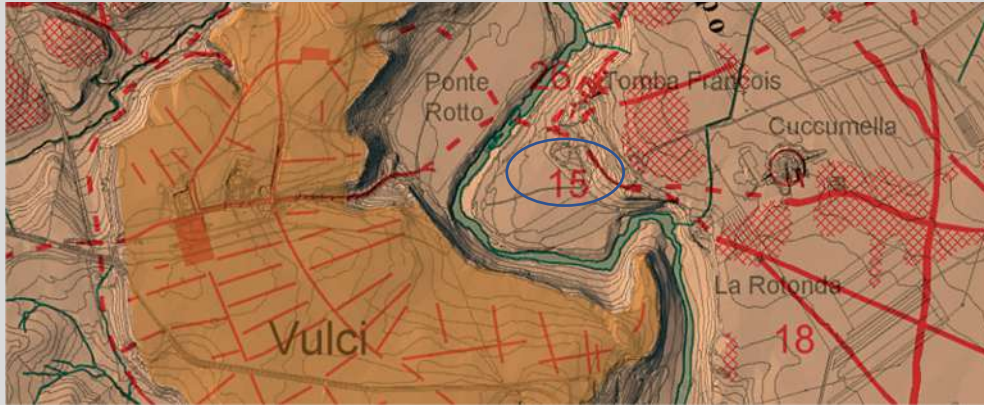 Ponte
Rotto
26
Tomba François
Cuccumella
15
La Rotonda
18
Vulci